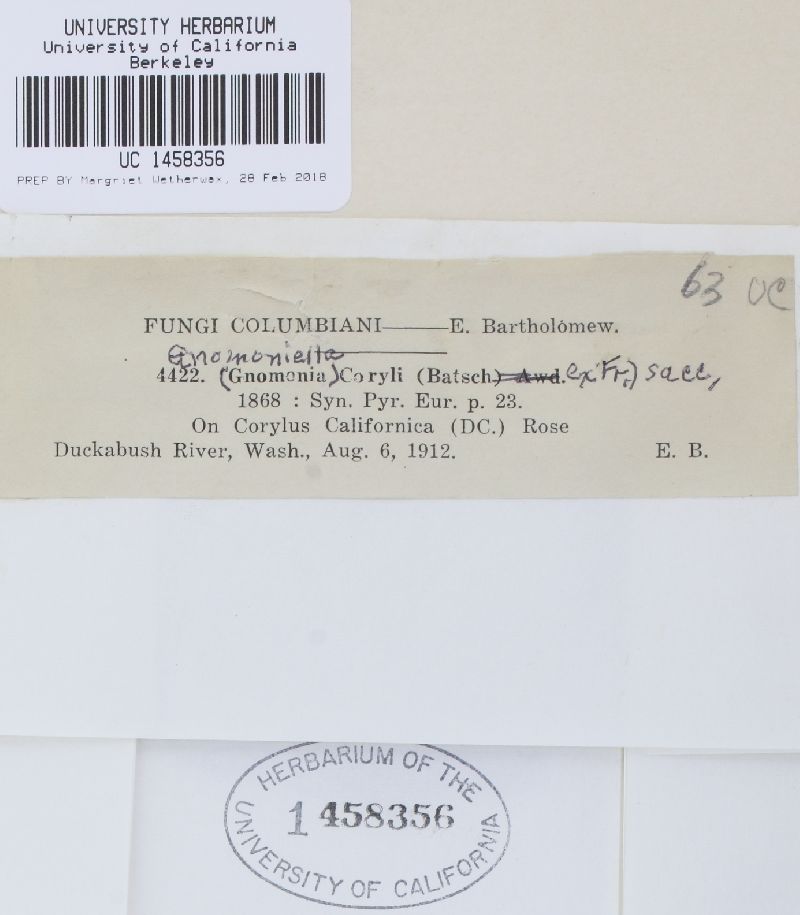 UNIVERSITY HERBARIUM
University of California
Berkeley
UC 1458356
PREP BY Margriet Wetherwax, 28 Feb 2018
63 UC
FUNGI COLUMBIANI——E. Bartholomew.
Gnomoniella
4422. (Gnomonia) Coryli (Batsch) Awd. ex Fr.) Sacc,
1868 : Syn. Pyr. Eur. p. 23.
On Corylus Californica (DC.) Rose
Duckabush River, Wash., Aug. 6, 1912. E. B.
HERBARIUM OF THE
1458356
UNIVERSITY OF CALIFORNIA